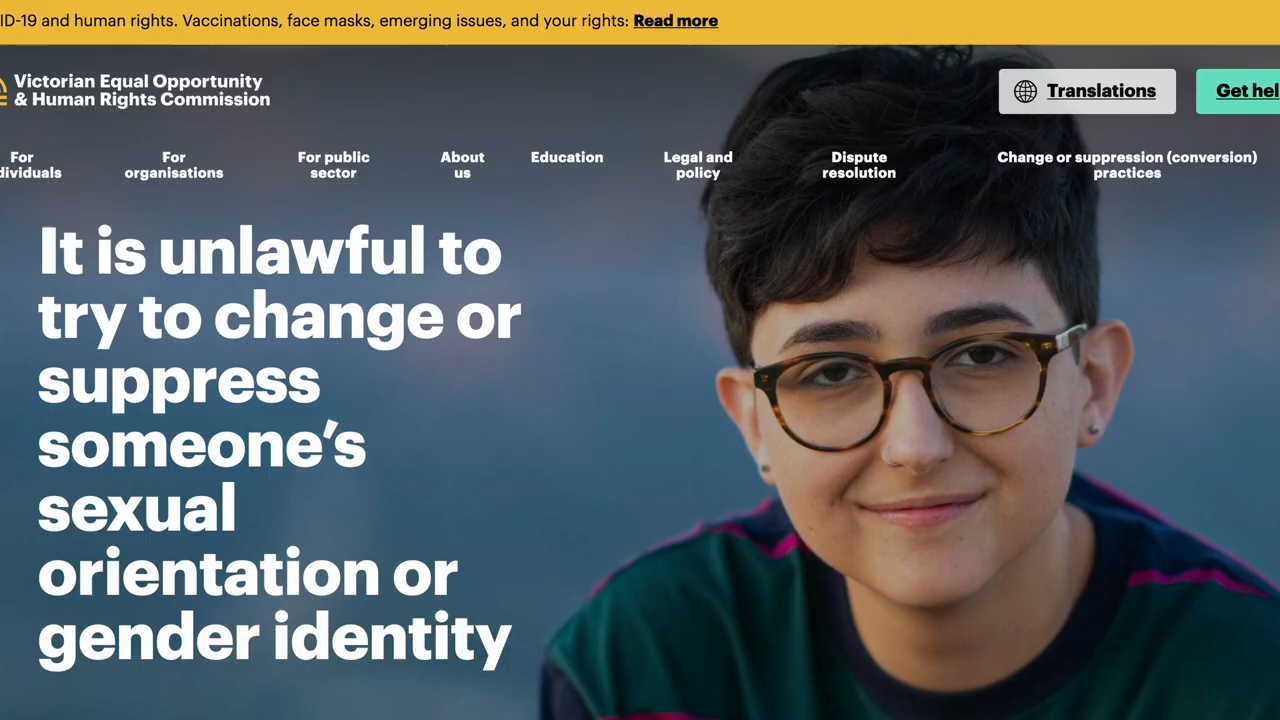 ID-19 and human rights. Vaccinations, face masks, emerging issues, and your rights: Read more
Victorian Equal Opportunity
& Human Rights Commission
Translations
Get hel
For
dividuals
For
organisations
For public
sector
About
us
Education
Legal and
policy
Dispute
resolution
Change or suppression (conversion)
practices
It is unlawful to
try to change or
suppress
someone’s
sexual
orientation or
gender identity